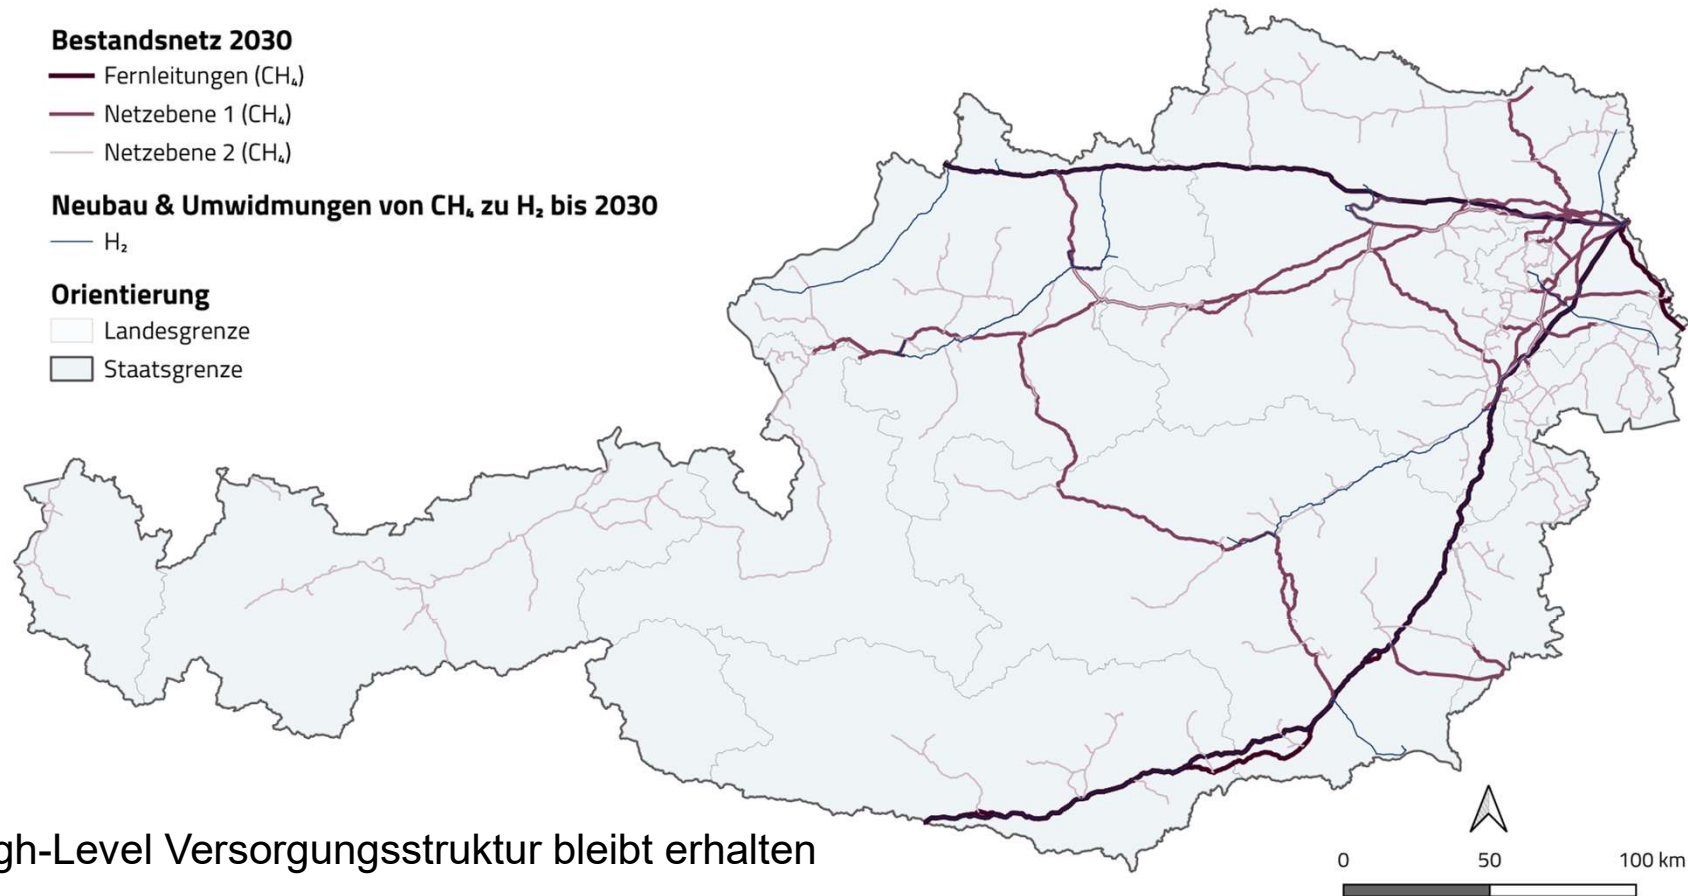 Bestandsnetz 2030
Fernleitungen (CH₄)
Netzebene 1 (CH₄)
Netzebene 2 (CH₄)
Neubau & Umwidmungen von CH₄ zu H₂ bis 2030
H₂
Orientierung
Landesgrenze
Staatsgrenze
gh-Level Versorgungsstruktur bleibt erhalten
0 50 100 km